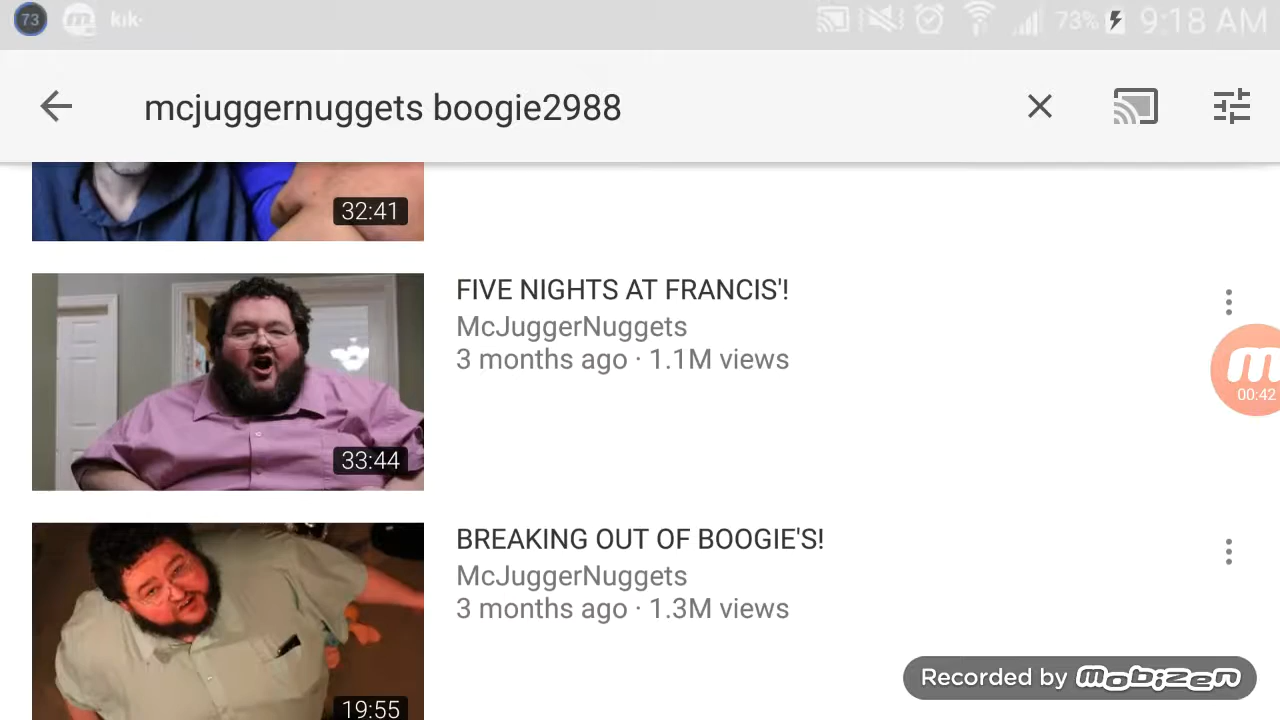 73 m kik· 73% 9:18 AM
mcjuggernuggets boogie2988
32:41
FIVE NIGHTS AT FRANCIS'!
McJuggerNuggets
3 months ago · 1.1M views
33:44
m
00:42
BREAKING OUT OF BOOGIE'S!
McJuggerNuggets
3 months ago · 1.3M views
19:55
Recorded by mobizen